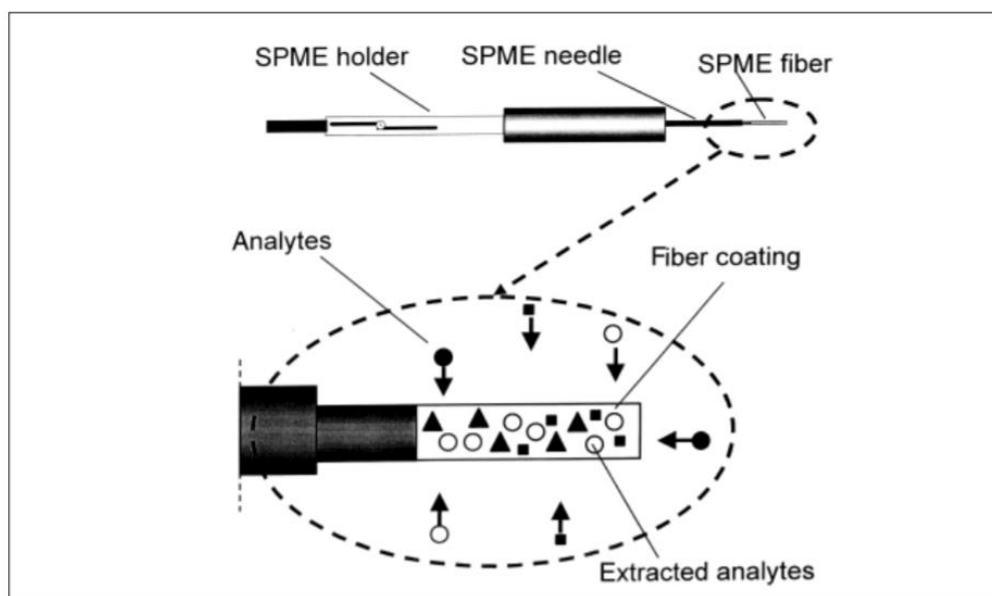 SPME holder
SPME needle
SPME fiber
Analytes
Fiber coating
Extracted analytes